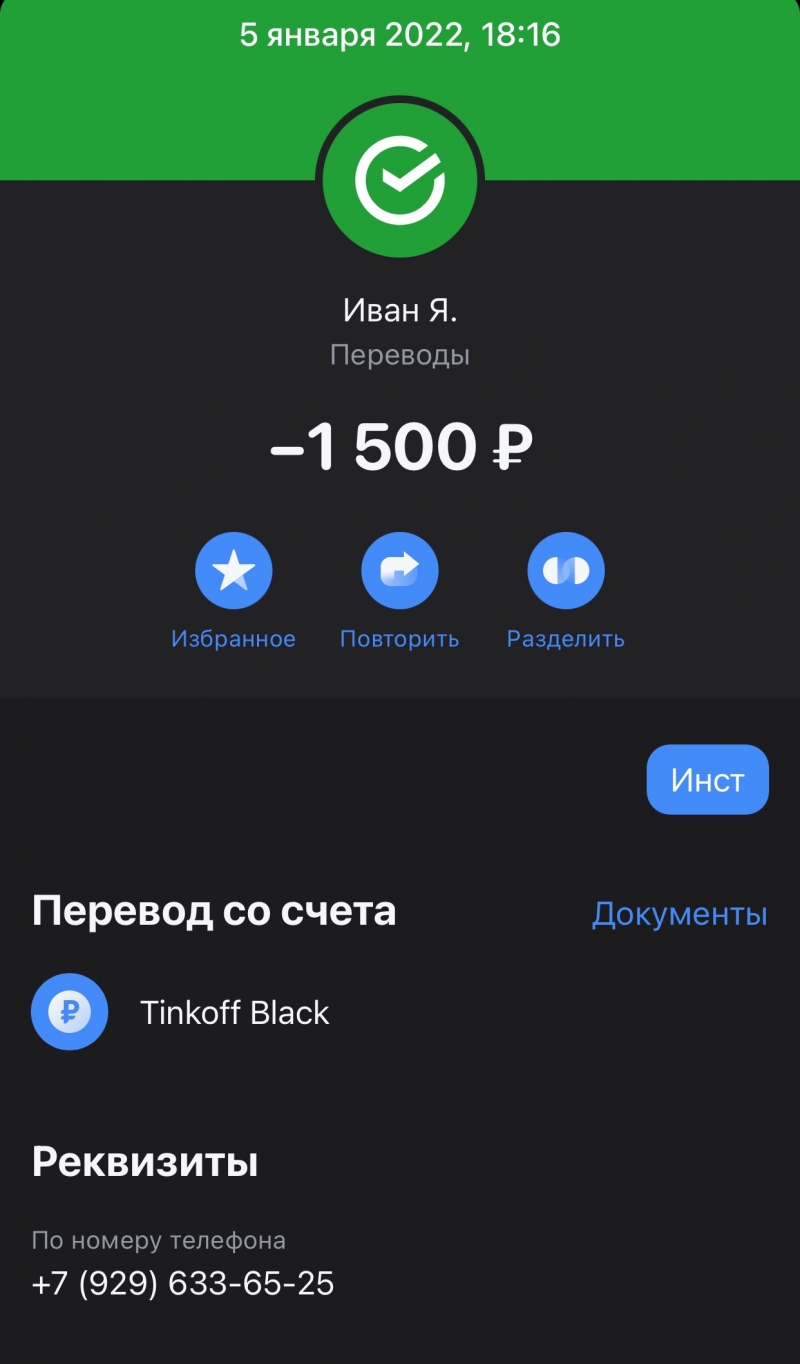 5 января 2022, 18:16
Иван Я.
Переводы
–1 500 ₽
Избранное Повторить Разделить
Инст
Перевод со счета Документы
₽ Tinkoff Black
Реквизиты
По номеру телефона
+7 (929) 633-65-25